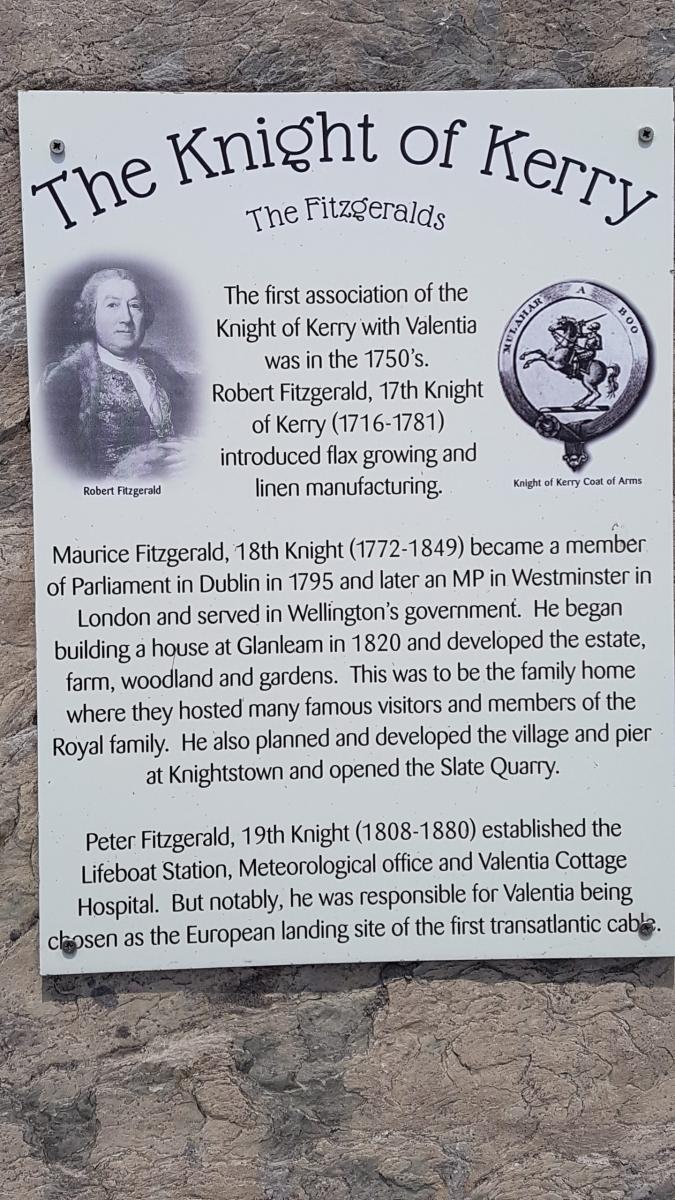 The Knight of Kerry
The Fitzgeralds
The first association of the
Knight of Kerry with Valentia
was in the 1750's.
Robert Fitzgerald, 17th Knight
of Kerry (1716-1781)
introduced flax growing and
linen manufacturing.
Robert Fitzgerald
MULLAHAR A BOO
Knight of Kerry Coat of Arms
Maurice Fitzgerald, 18th Knight (1772-1849) became a member
of Parliament in Dublin in 1795 and later an MP in Westminster in
London and served in Wellington's government. He began
building a house at Glanleam in 1820 and developed the estate,
farm, woodland and gardens. This was to be the family home
where they hosted many famous visitors and members of the
Royal family. He also planned and developed the village and pier
at Knightstown and opened the Slate Quarry.
Peter Fitzgerald, 19th Knight (1808-1880) established the
Lifeboat Station, Meteorological office and Valentia Cottage
Hospital. But notably, he was responsible for Valentia being
chosen as the European landing site of the first transatlantic cable.